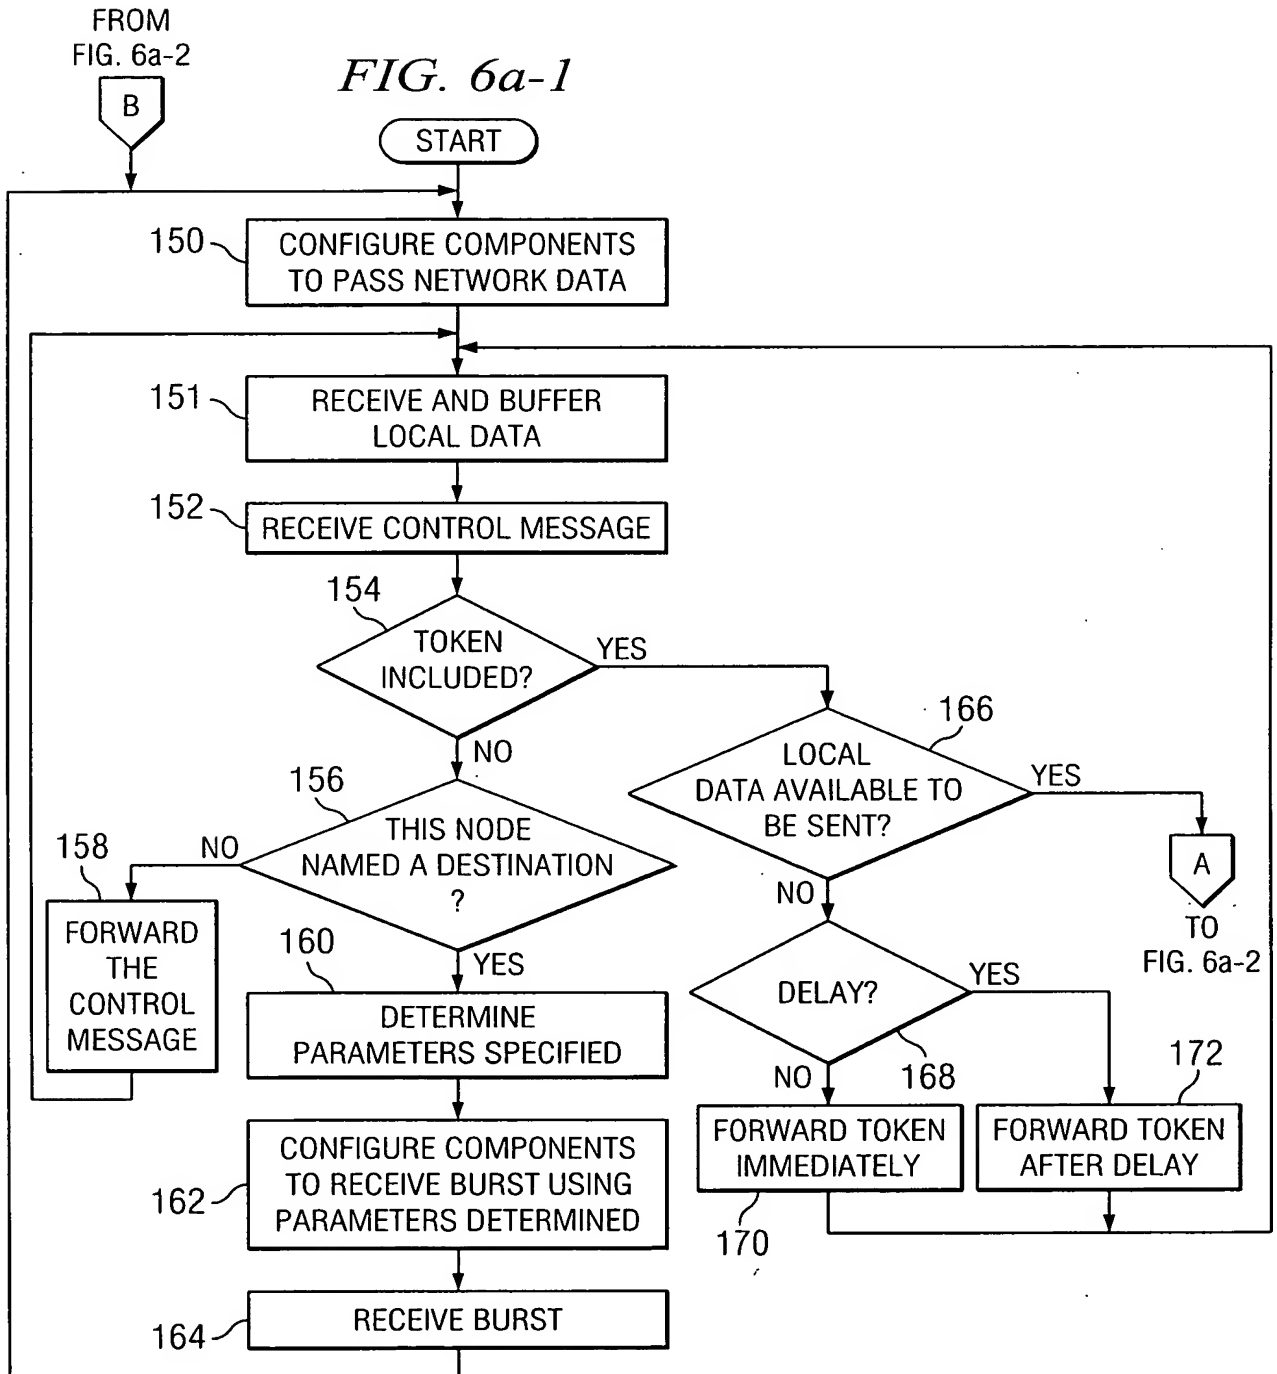 FROM
FIG. 6a-2
B
FIG. 6a-1
START
150
CONFIGURE COMPONENTS
TO PASS NETWORK DATA
151
RECEIVE AND BUFFER
LOCAL DATA
152
RECEIVE CONTROL MESSAGE
154
TOKEN
INCLUDED?
YES
NO
166
LOCAL
DATA AVAILABLE TO
BE SENT?
YES
NO
A
TO
FIG. 6a-2
156
THIS NODE
NAMED A DESTINATION
?
NO
YES
158
FORWARD
THE
CONTROL
MESSAGE
160
DETERMINE
PARAMETERS SPECIFIED
DELAY?
YES
NO
168
170
FORWARD TOKEN
IMMEDIATELY
172
FORWARD TOKEN
AFTER DELAY
162
CONFIGURE COMPONENTS
TO RECEIVE BURST USING
PARAMETERS DETERMINED
164
RECEIVE BURST